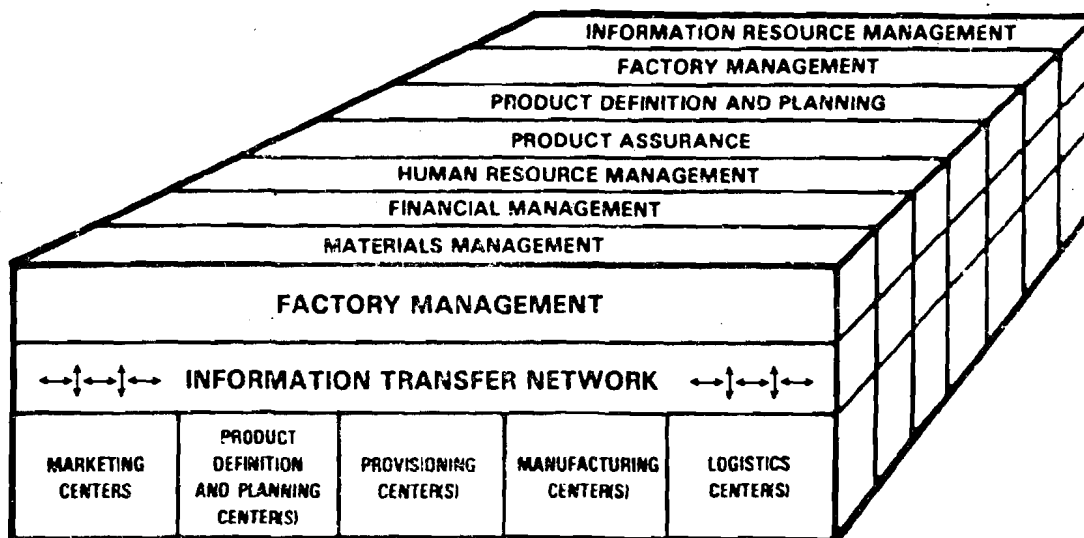 INFORMATION RESOURCE MANAGEMENT
FACTORY MANAGEMENT
PRODUCT DEFINITION AND PLANNING
PRODUCT ASSURANCE
HUMAN RESOURCE MANAGEMENT
FINANCIAL MANAGEMENT
MATERIALS MANAGEMENT
FACTORY MANAGEMENT
INFORMATION TRANSFER NETWORK
MARKETING
CENTERS
PRODUCT
DEFINITION
AND PLANNING
CENTER(S)
PROVISIONING
CENTER(S)
MANUFACTURING
CENTER(S)
LOGISTICS
CENTER(S)